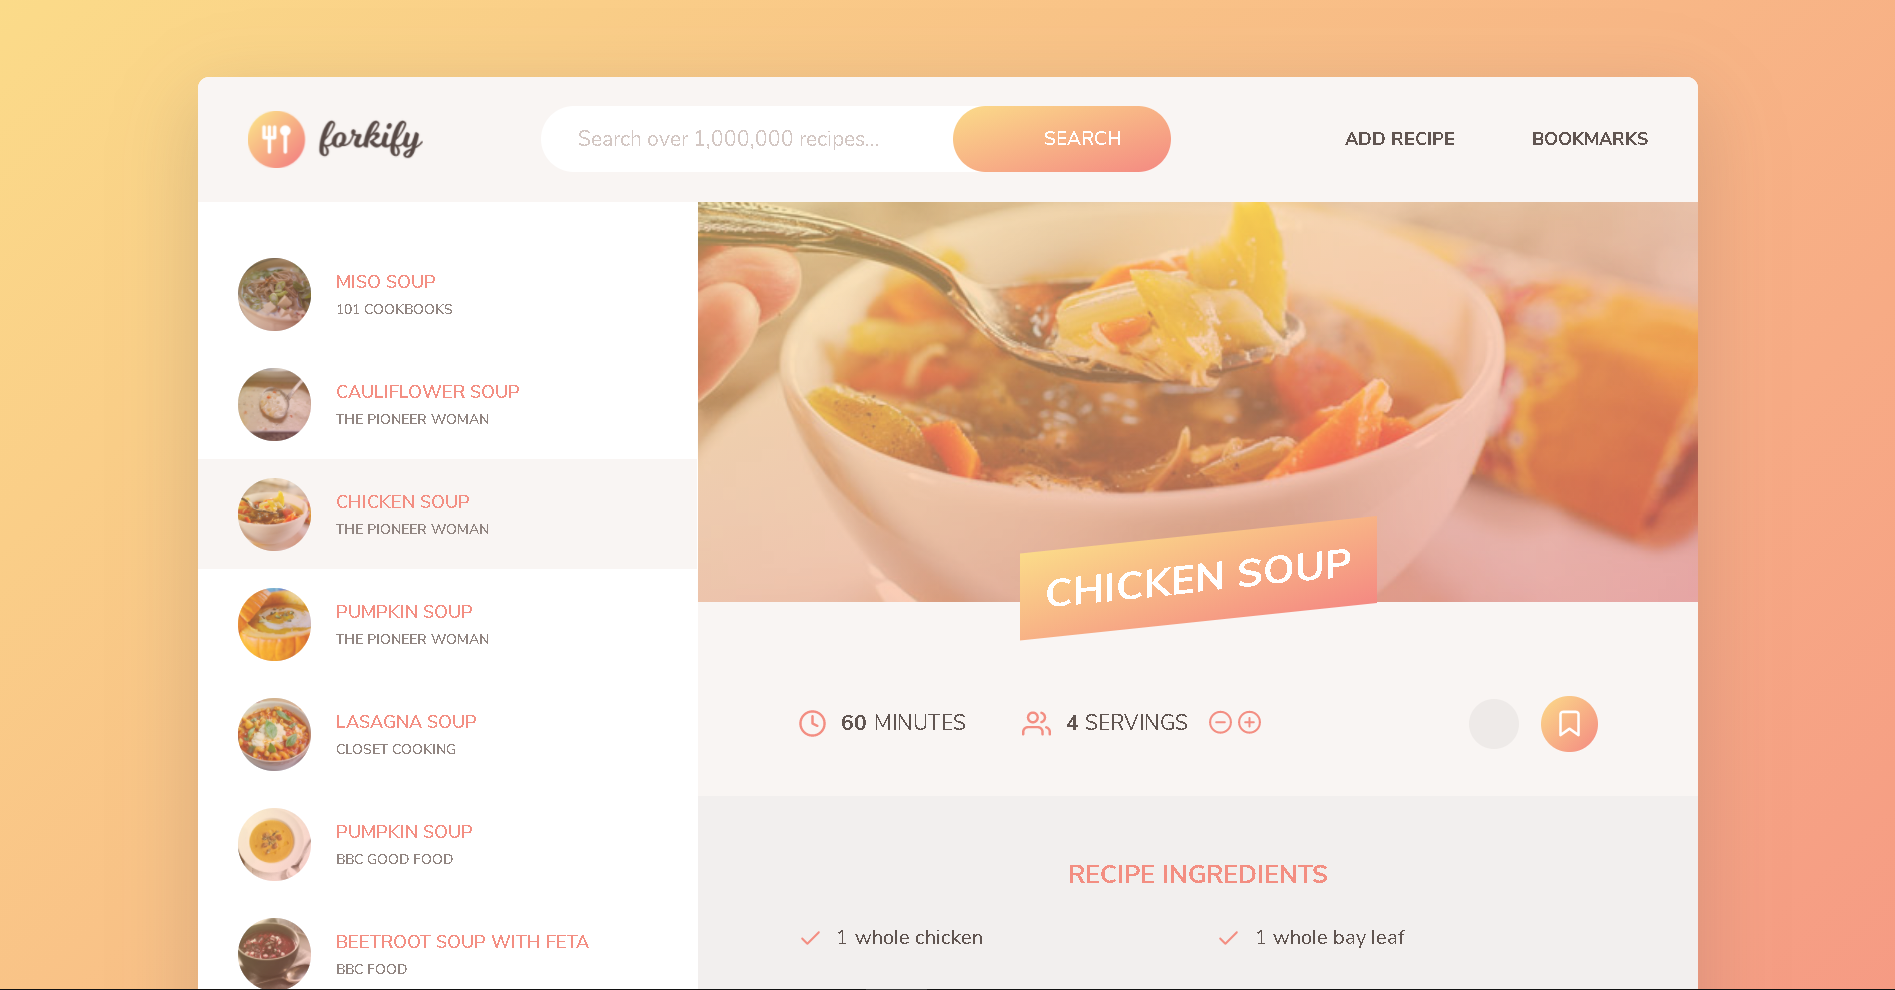 forkify
Search over 1,000,000 recipes...
SEARCH
ADD RECIPE
BOOKMARKS
MISO SOUP
101 COOKBOOKS
CAULIFLOWER SOUP
THE PIONEER WOMAN
CHICKEN SOUP
THE PIONEER WOMAN
PUMPKIN SOUP
THE PIONEER WOMAN
LASAGNA SOUP
CLOSET COOKING
PUMPKIN SOUP
BBC GOOD FOOD
BEETROOT SOUP WITH FETA
BBC FOOD
CHICKEN SOUP
60 MINUTES
4 SERVINGS
RECIPE INGREDIENTS
1 whole chicken
1 whole bay leaf